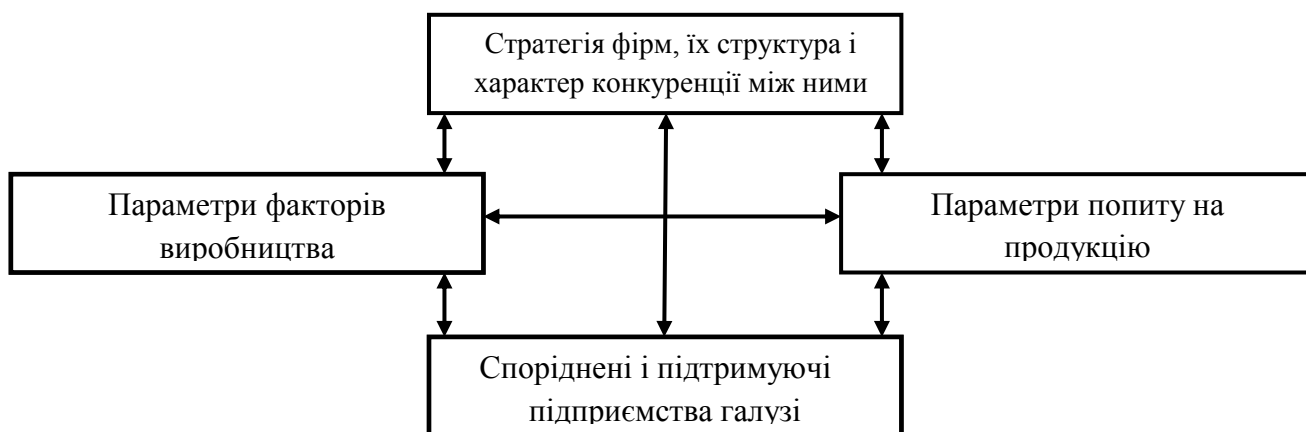 Стратегія фірм, їх структура і
характер конкуренції між ними
Параметри факторів
виробництва
Параметри попиту на
продукцію
Споріднені і підтримуючі
підприємства галузі